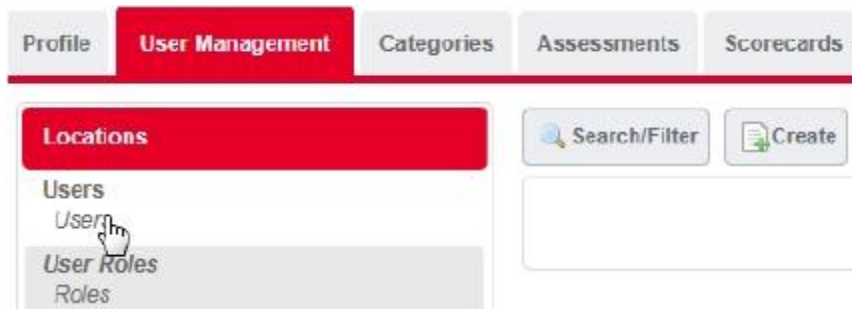 Profile User Management Categories Assessments Scorecards
Locations
Search/Filter Create
Users
Users
User Roles
Roles